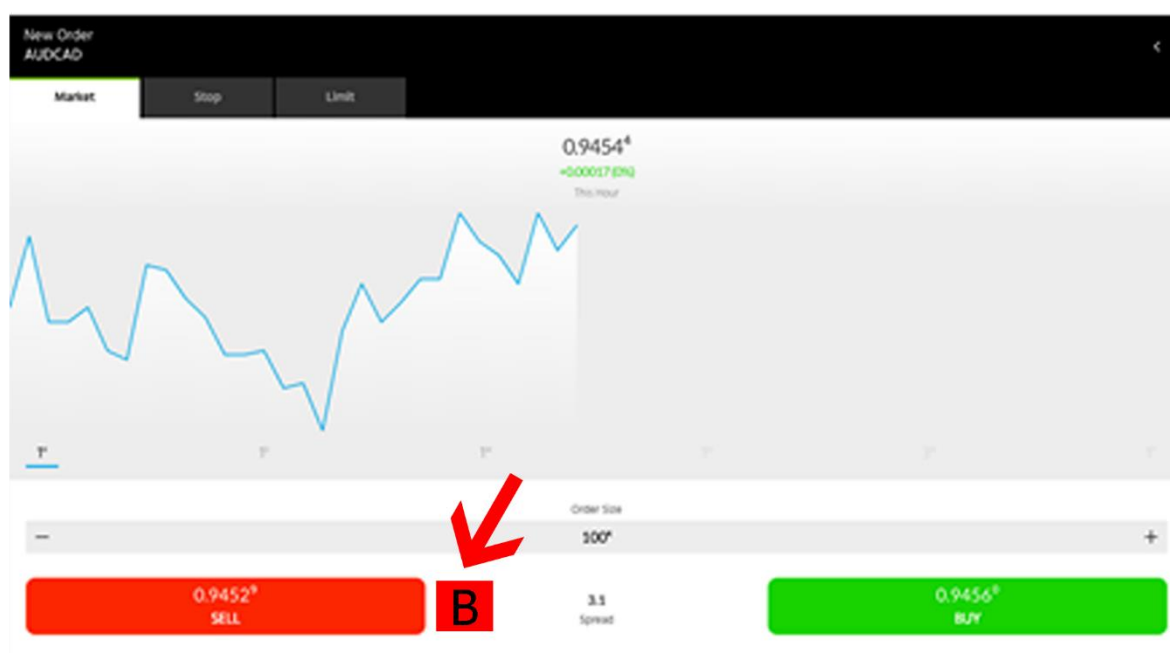 New Order
AUDCAD
Market Stop Limit
0.9454⁴
+0.00017 (0%)
This Hour
Order Size
- 100ᴷ +
0.9452⁹
SELL
B
3.1
Spread
0.9456⁰
BUY